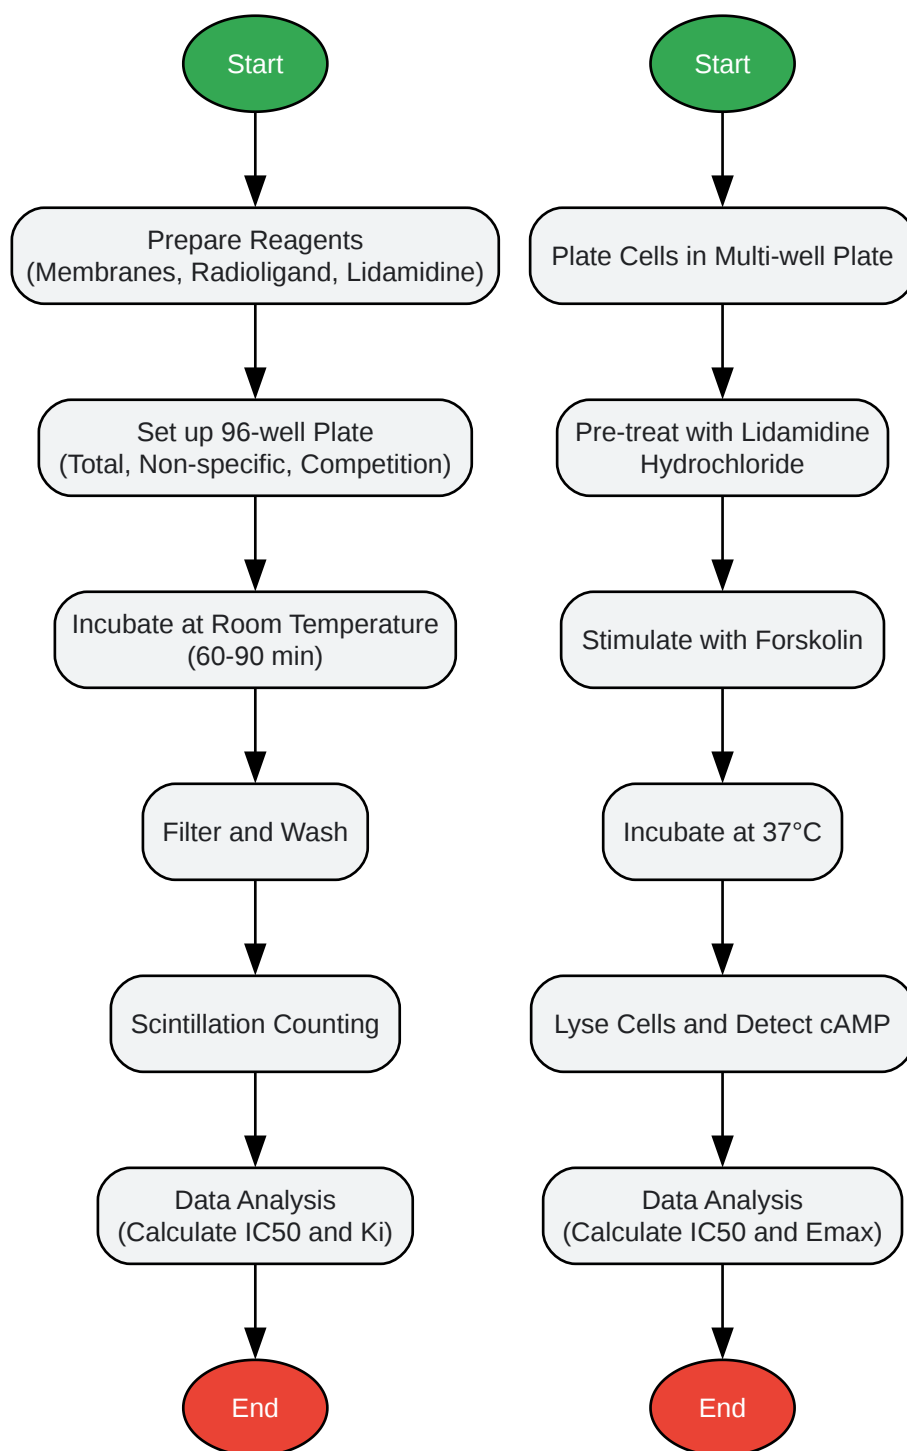 Start
Prepare Reagents
(Membranes, Radioligand, Lidamidine)
Set up 96-well Plate
(Total, Non-specific, Competition)
Incubate at Room Temperature
(60-90 min)
Filter and Wash
Scintillation Counting
Data Analysis
(Calculate IC50 and Ki)
End
Start
Plate Cells in Multi-well Plate
Pre-treat with Lidamidine
Hydrochloride
Stimulate with Forskolin
Incubate at 37°C
Lyse Cells and Detect cAMP
Data Analysis
(Calculate IC50 and Emax)
End